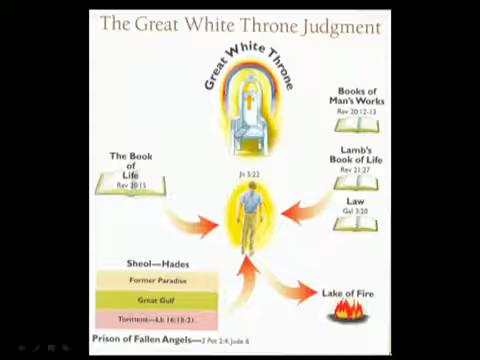 The Great White Throne Judgment
Great White Throne
Books of
Man's Works
Rev 20:12-13
Lamb's
Book of Life
Rev 21:27
Law
Gal 3:20
The Book
of
Life
Rev 20:15
Jn 5:22
Sheol—Hades
Former Paradise
Great Gulf
Torment—Lk 16:18-31
Prison of Fallen Angels—2 Pet 2:4; Jude 6
Lake of Fire